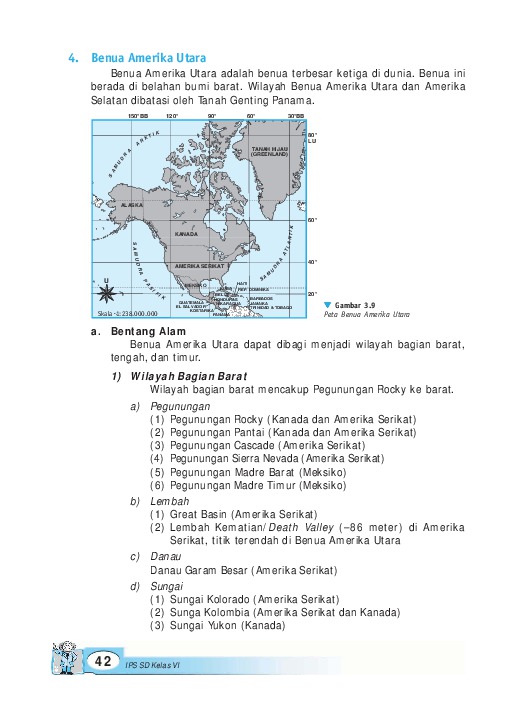 4. Benua Amerika Utara
Benua Amerika Utara adalah benua terbesar ketiga di dunia. Benua ini
berada di belahan bumi barat. Wilayah Benua Amerika Utara dan Amerika
Selatan dibatasi oleh Tanah Genting Panama.
150°BB 120° 90° 60° 30°BB
80°
LU
SAMUDRA ARKTIK
TANAH HIJAU
(GREENLAND)
ALASKA
60°
KANADA
SAMUDRA PASIFIK
SAMUDRA ATLANTIK
AMERIKA SERIKAT
40°
U
MEKSIKO
HAITI
REP. DOMINIKA
20°
HONDURAS
BARBADOS
GUATEMALA
NIKARAGUA
JAMAIKA
EL SALVADOR
TRINIDAD & TOBAGO
KOSTARIKA
PANAMA
Skala 1:238.000.000
Gambar 3.9
Peta Benua Amerika Utara
a. Bentang Alam
Benua Amerika Utara dapat dibagi menjadi wilayah bagian barat,
tengah, dan timur.
1) Wilayah Bagian Barat
Wilayah bagian barat mencakup Pegunungan Rocky ke barat.
a) Pegunungan
(1) Pegunungan Rocky (Kanada dan Amerika Serikat)
(2) Pegunungan Pantai (Kanada dan Amerika Serikat)
(3) Pegunungan Cascade (Amerika Serikat)
(4) Pegunungan Sierra Nevada (Amerika Serikat)
(5) Pegunungan Madre Barat (Meksiko)
(6) Pegunungan Madre Timur (Meksiko)
b) Lembah
(1) Great Basin (Amerika Serikat)
(2) Lembah Kematian/Death Valley (–86 meter) di Amerika
Serikat, titik terendah di Benua Amerika Utara
c) Danau
Danau Garam Besar (Amerika Serikat)
d) Sungai
(1) Sungai Kolorado (Amerika Serikat)
(2) Sunga Kolombia (Amerika Serikat dan Kanada)
(3) Sungai Yukon (Kanada)
42 IPS SD Kelas VI